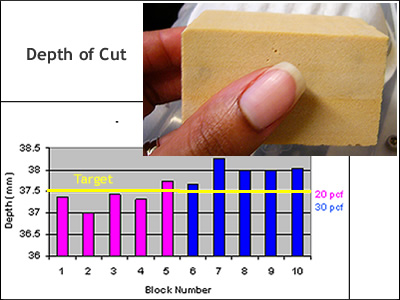 Depth of Cut
38.5
38
37.5
37
36.5
36
Depth (mm)
Target
20 pcf
30 pcf
1 2 3 4 5 6 7 8 9 10
Block Number